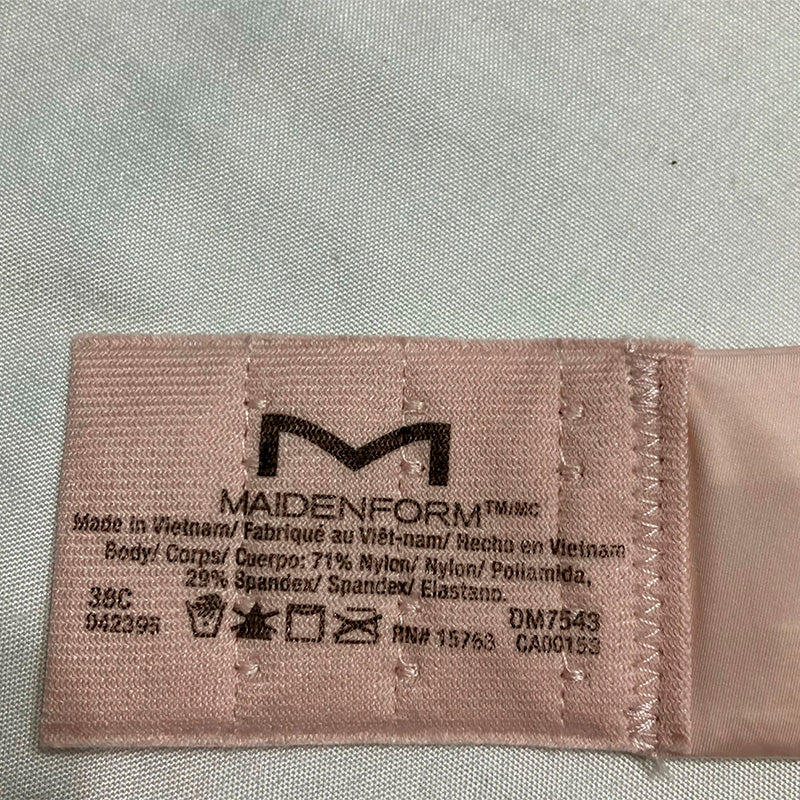 MAIDENFORM™/MC
Made in Vietnam/ Fabriqué au Viêt-nam/ Hecho en Vietnam
Body/ Corps/ Cuerpo: 71% Nylon/ Nylon/ Poliamida,
29% Spandex/ Spandex/ Elastano.
38C DM7543
042395 RN# 15763 CA00153